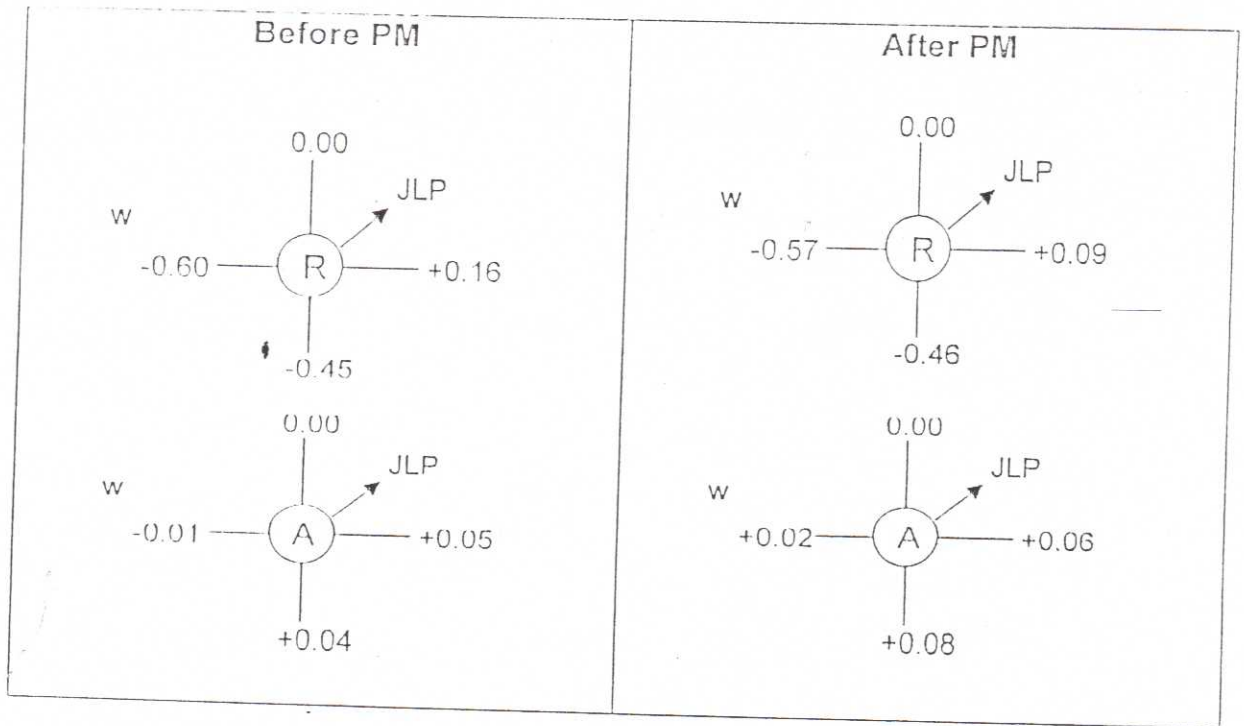 Before PM
0.00
JLP
w
-0.60 R +0.16
-0.45
0.00
JLP
w
-0.01 A +0.05
+0.04
After PM
0.00
JLP
w
-0.57 R +0.09
-0.46
0.00
JLP
w
+0.02 A +0.06
+0.08